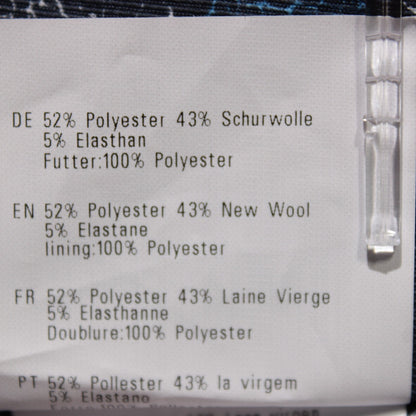 DE 52% Polyester 43% Schurwolle
5% Elasthan
Futter:100% Polyester
EN 52% Polyester 43% New Wool
5% Elastane
lining:100% Polyester
FR 52% Polyester 43% Laine Vierge
5% Elasthanne
Doublure:100% Polyester
PT 52% Pollester 43% la virgem
5% Elastano